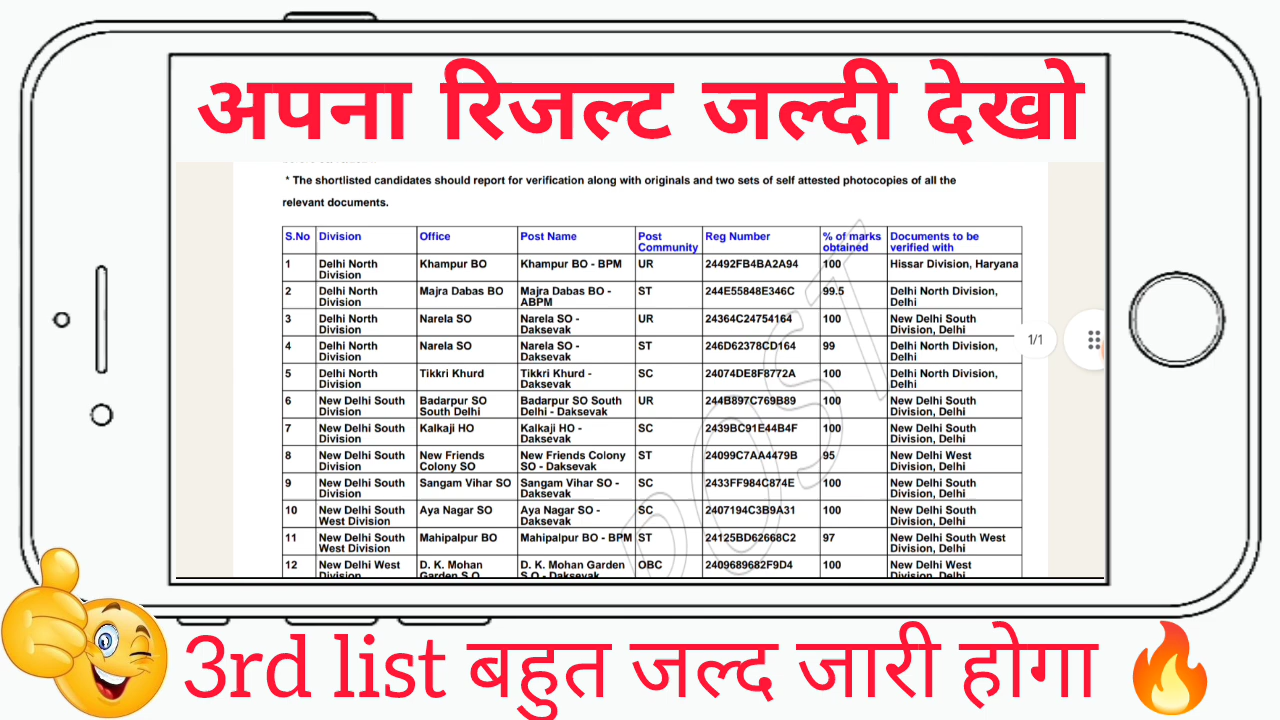 अपना रिजल्ट जल्दी देखो
* The shortlisted candidates should report for verification along with originals and two sets of self attested photocopies of all the
relevant documents.
S.No Division Office Post Name Post Community Reg Number % of marks obtained Documents to be verified with
1 Delhi North Division Khampur BO Khampur BO - BPM UR 24492FB4BA2A94 100 Hissar Division, Haryana
2 Delhi North Division Majra Dabas BO Majra Dabas BO - ABPM ST 244E55848E346C 99.5 Delhi North Division, Delhi
3 Delhi North Division Narela SO Narela SO - Daksevak UR 24364C24754164 100 New Delhi South Division, Delhi
4 Delhi North Division Narela SO Narela SO - Daksevak ST 246D62378CD164 99 Delhi North Division, Delhi
5 Delhi North Division Tikkri Khurd Tikkri Khurd - Daksevak SC 24074DE8F8772A 100 Delhi North Division, Delhi
6 New Delhi South Division Badarpur SO South Delhi Badarpur SO South Delhi - Daksevak UR 244B897C769B89 100 New Delhi South Division, Delhi
7 New Delhi South Division Kalkaji HO Kalkaji HO - Daksevak SC 2439BC91E44B4F 100 New Delhi South Division, Delhi
8 New Delhi South Division New Friends Colony SO New Friends Colony SO - Daksevak ST 24099C7AA4479B 95 New Delhi West Division, Delhi
9 New Delhi South Division Sangam Vihar SO Sangam Vihar SO - Daksevak SC 2433FF984C874E 100 New Delhi South Division, Delhi
10 New Delhi South West Division Aya Nagar SO Aya Nagar SO - Daksevak SC 2407194C3B9A31 100 New Delhi South Division, Delhi
11 New Delhi South West Division Mahipalpur BO Mahipalpur BO - BPM ST 24125BD62668C2 97 New Delhi South West Division, Delhi
12 New Delhi West Division D. K. Mohan Garden S.O D. K. Mohan Garden S.O - Daksevak OBC 2409689682F9D4 100 New Delhi West Division, Delhi
1/1
POST
3rd list बहुत जल्द जारी होगा